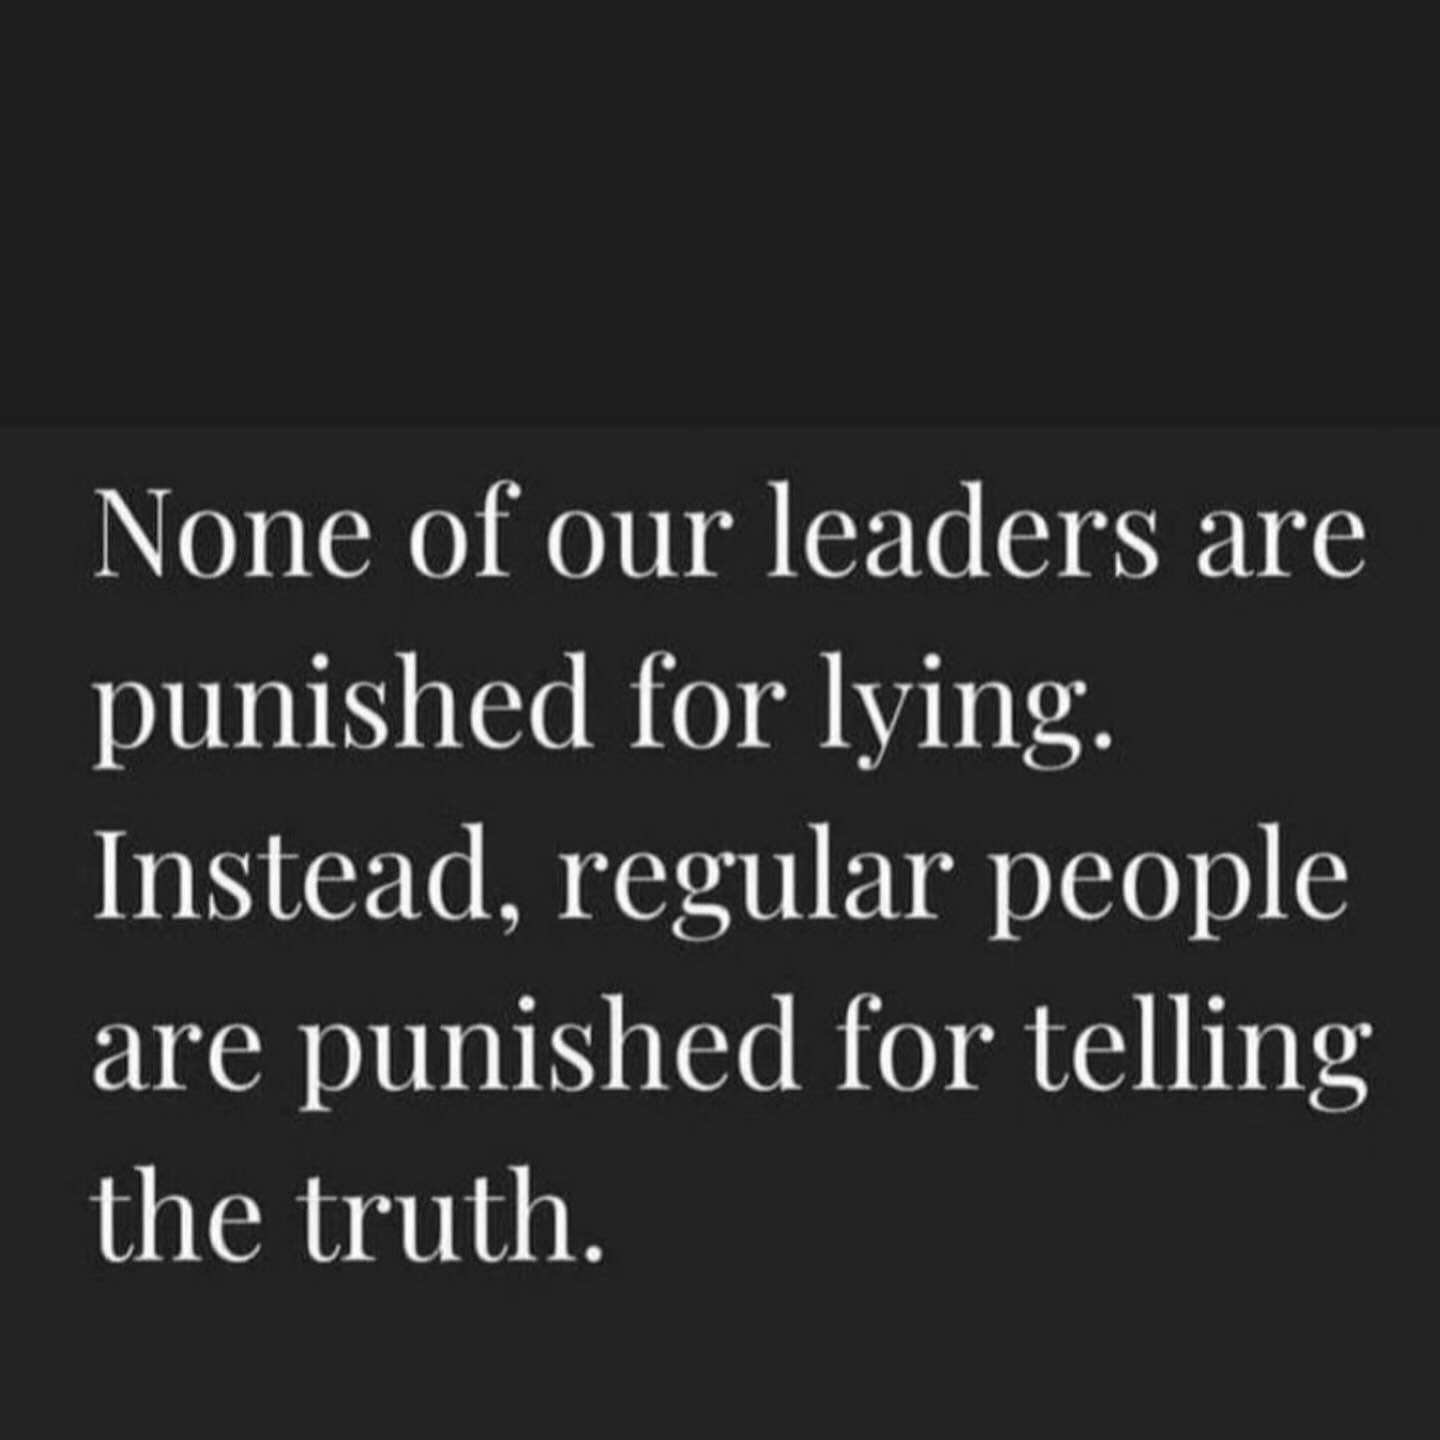 None of our leaders are
punished for lying.
Instead, regular people
are punished for telling
the truth.